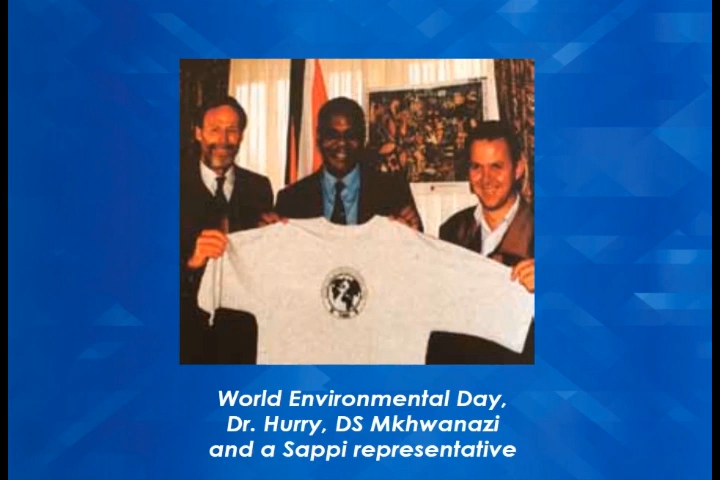 World Environmental Day,
Dr. Hurry, DS Mkhwanazi
and a Sappi representative